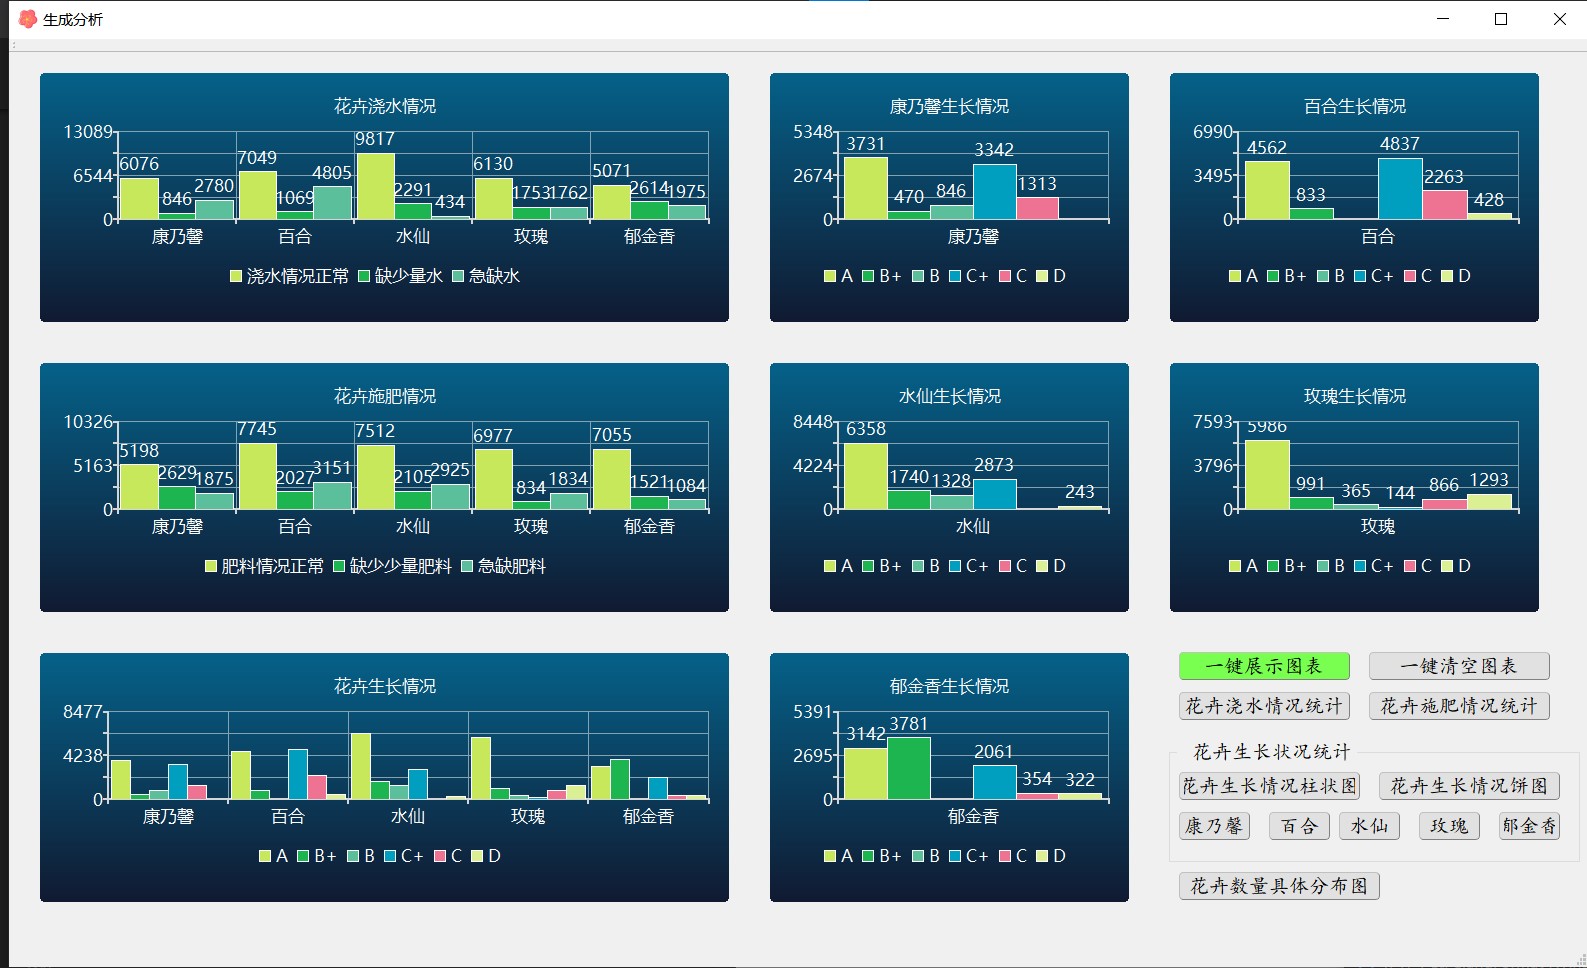 生成分析
花卉浇水情况
13089
6544
0
6076 846 2780 7049 1069 4805 9817 2291 434 6130 1753 1762 5071 2614 1975
康乃馨 百合 水仙 玫瑰 郁金香
浇水情况正常 缺少量水 急缺水
康乃馨生长情况
5348
2674
0
3731 470 846 3342 1313
康乃馨
A B+ B C+ C D
百合生长情况
6990
3495
0
4562 833 4837 2263 428
百合
A B+ B C+ C D
花卉施肥情况
10326
5163
0
5198 2629 1875 7745 2027 3151 7512 2105 2925 6977 834 1834 7055 1521 1084
康乃馨 百合 水仙 玫瑰 郁金香
肥料情况正常 缺少少量肥料 急缺肥料
水仙生长情况
8448
4224
0
6358 1740 1328 2873 243
水仙
A B+ B C+ C D
玫瑰生长情况
7593
3796
0
5986 991 365 144 866 1293
玫瑰
A B+ B C+ C D
花卉生长情况
8477
4238
0
康乃馨 百合 水仙 玫瑰 郁金香
A B+ B C+ C D
郁金香生长情况
5391
2695
0
3142 3781 2061 354 322
郁金香
A B+ B C+ C D
一键展示图表 一键清空图表
花卉浇水情况统计 花卉施肥情况统计
花卉生长状况统计
花卉生长情况柱状图 花卉生长情况饼图
康乃馨 百合 水仙 玫瑰 郁金香
花卉数量具体分布图